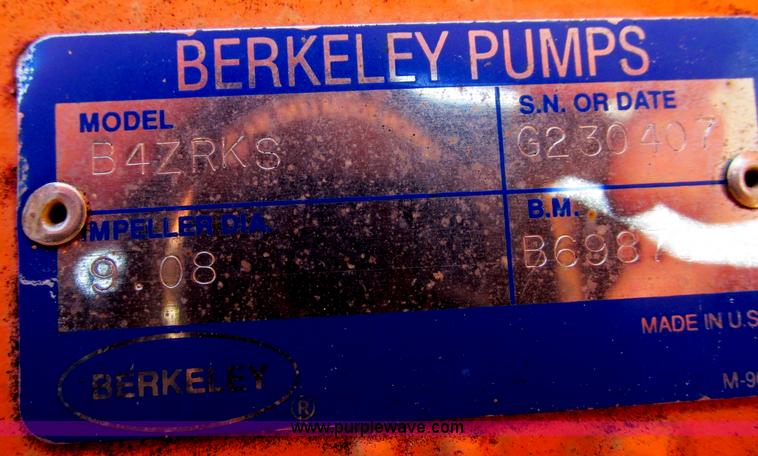 BERKELEY PUMPS
MODEL
B4ZRKS
S.N. OR DATE
G230407
IMPELLER DIA.
9.08
B.M.
MADE IN U.S
BERKELEY
®
www.purplewave.com